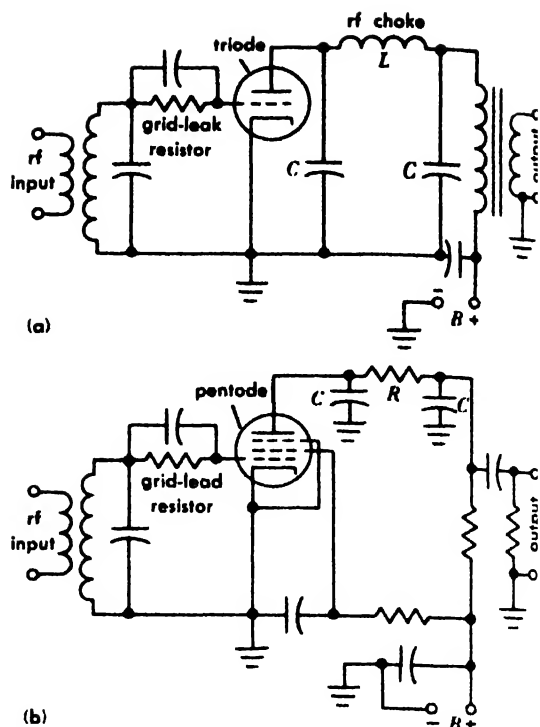 rf choke
triode
L
grid-leak
resistor
rf
input
C
C
output
−
B+
(a)
pentode
C
R
C
grid-lead
resistor
rf
input
output
−
B+
(b)